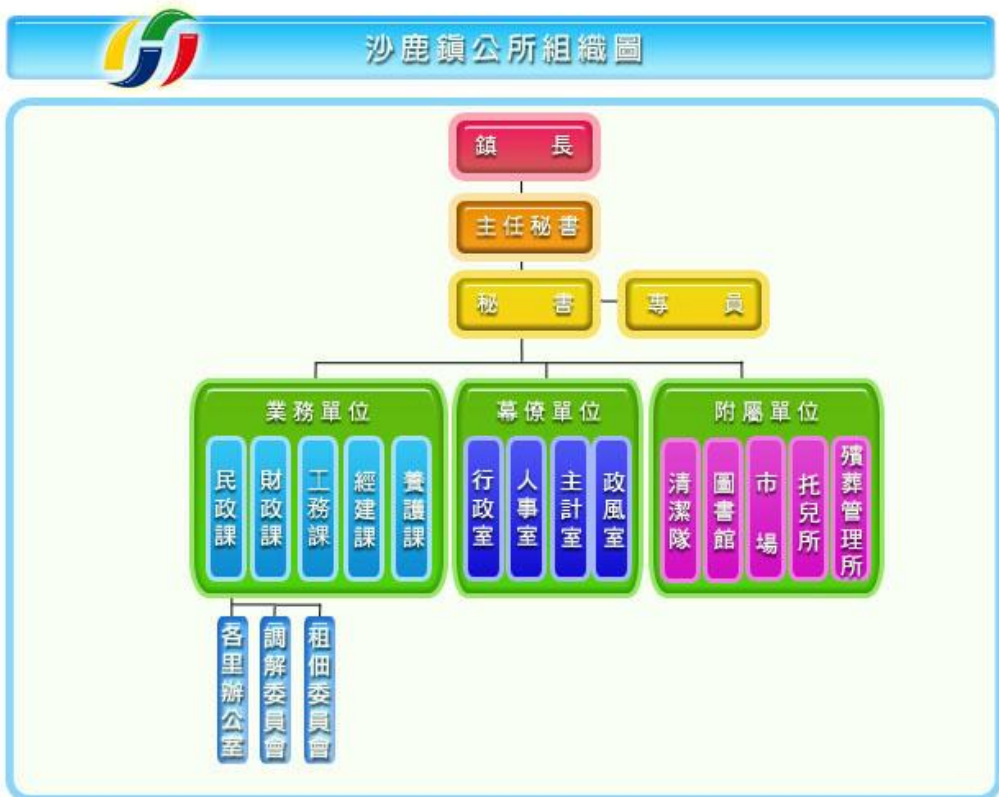 沙鹿鎮公所組織圖
鎮 長
主任秘書
秘 書
專 員
業務單位
民政課
財政課
工務課
經建課
養護課
幕僚單位
行政室
人事室
主計室
政風室
附屬單位
清潔隊
圖書館
市場
托兒所
殯葬管理所
各里辦公室
調解委員會
租佃委員會